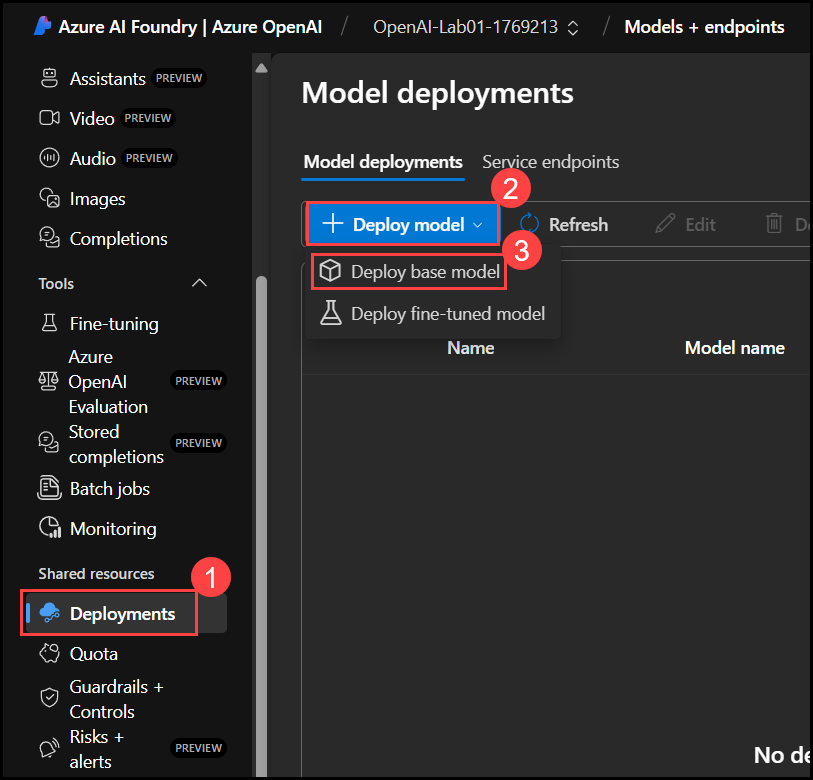 Azure AI Foundry | Azure OpenAI / OpenAI-Lab01-1769213 / Models + endpoints
Assistants PREVIEW
Video PREVIEW
Audio PREVIEW
Images
Completions
Tools
Fine-tuning
Azure
OpenAI PREVIEW
Evaluation
Stored
completions PREVIEW
Batch jobs
Monitoring
Shared resources
1
Deployments
Quota
Guardrails +
Controls
Risks +
alerts PREVIEW
Model deployments
Model deployments Service endpoints
2
Deploy model Refresh Edit
3
Deploy base model
Deploy fine-tuned model
Name Model name
No